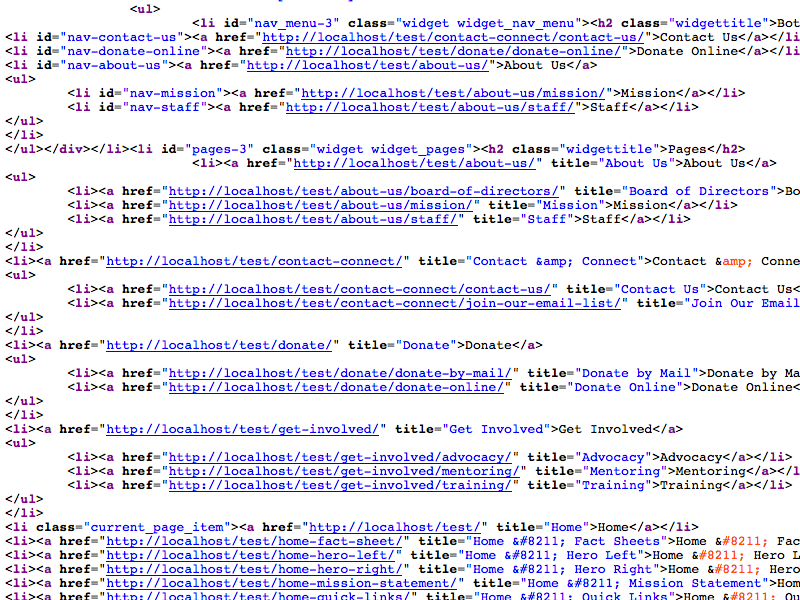 <ul>
<li id="nav_menu-3" class="widget widget_nav_menu"><h2 class="widgettitle">Bot
<li id="nav-contact-us"><a href="http://localhost/test/contact-connect/contact-us/">Contact Us</a></li
<li id="nav-donate-online"><a href="http://localhost/test/donate/donate-online/">Donate Online</a></li
<li id="nav-about-us"><a href="http://localhost/test/about-us/">About Us</a>
<ul>
<li id="nav-mission"><a href="http://localhost/test/about-us/mission/">Mission</a></li>
<li id="nav-staff"><a href="http://localhost/test/about-us/staff/">Staff</a></li>
</ul>
</li>
</ul></div></li><li id="pages-3" class="widget widget_pages"><h2 class="widgettitle">Pages</h2>
<li><a href="http://localhost/test/about-us/" title="About Us">About Us</a>
<ul>
<li><a href="http://localhost/test/about-us/board-of-directors/" title="Board of Directors">Bo
<li><a href="http://localhost/test/about-us/mission/" title="Mission">Mission</a></li>
<li><a href="http://localhost/test/about-us/staff/" title="Staff">Staff</a></li>
</ul>
</li>
<li><a href="http://localhost/test/contact-connect/" title="Contact &amp; Connect">Contact &amp; Conne
<ul>
<li><a href="http://localhost/test/contact-connect/contact-us/" title="Contact Us">Contact Us<
<li><a href="http://localhost/test/contact-connect/join-our-email-list/" title="Join Our Email
</ul>
</li>
<li><a href="http://localhost/test/donate/" title="Donate">Donate</a>
<ul>
<li><a href="http://localhost/test/donate/donate-by-mail/" title="Donate by Mail">Donate by Ma
<li><a href="http://localhost/test/donate/donate-online/" title="Donate Online">Donate Online<
</ul>
</li>
<li><a href="http://localhost/test/get-involved/" title="Get Involved">Get Involved</a>
<ul>
<li><a href="http://localhost/test/get-involved/advocacy/" title="Advocacy">Advocacy</a></li>
<li><a href="http://localhost/test/get-involved/mentoring/" title="Mentoring">Mentoring</a></l
<li><a href="http://localhost/test/get-involved/training/" title="Training">Training</a></li>
</ul>
</li>
<li class="current_page_item"><a href="http://localhost/test/" title="Home">Home</a></li>
<li><a href="http://localhost/test/home-fact-sheet/" title="Home &#8211; Fact Sheets">Home &#8211; Fac
<li><a href="http://localhost/test/home-hero-left/" title="Home &#8211; Hero Left">Home &#8211; Hero L
<li><a href="http://localhost/test/home-hero-right/" title="Home &#8211; Hero Right">Home &#8211; Hero
<li><a href="http://localhost/test/home-mission-statement/" title="Home &#8211; Mission Statement">Hom
<li><a href="http://localhost/test/home-quick-links/" title="Home &#8211; Quick Links">Home &#8211; Qu